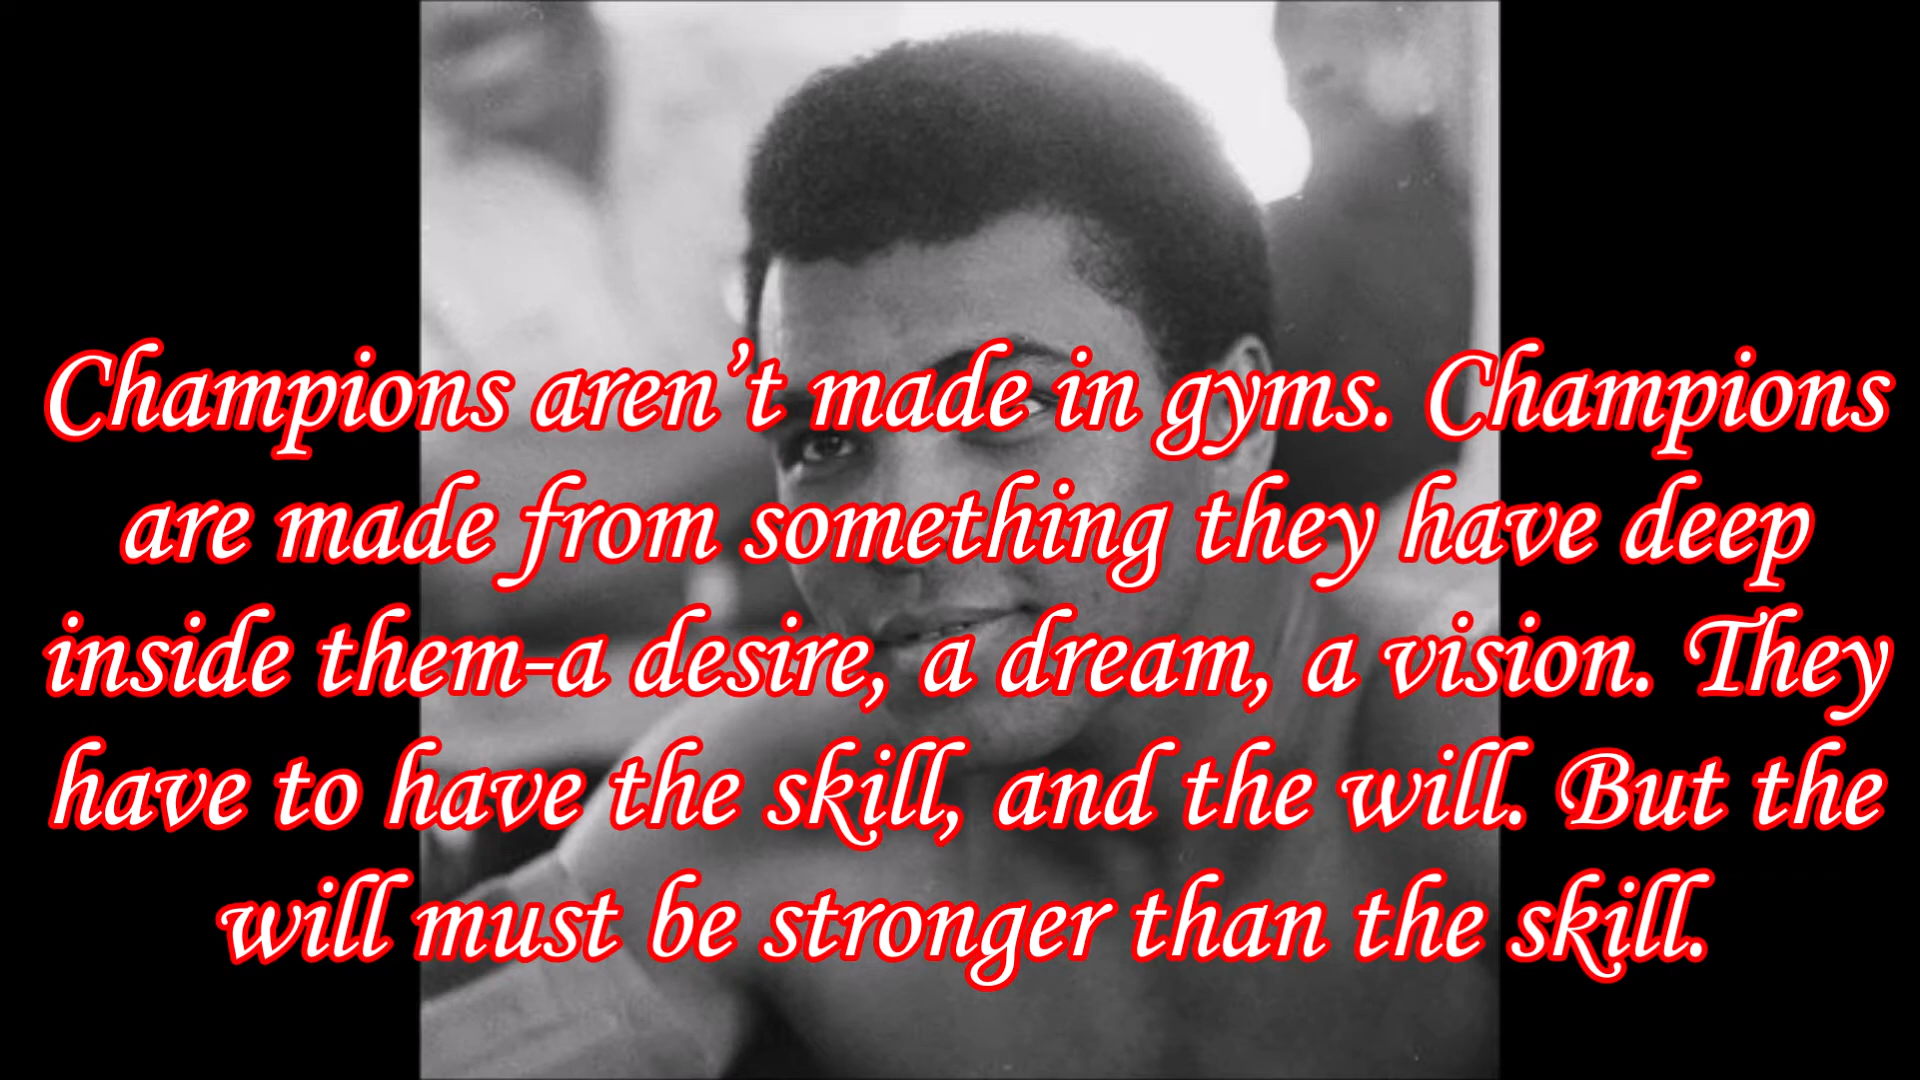 Champions aren’t made in gyms. Champions
are made from something they have deep
inside them-a desire, a dream, a vision. They
have to have the skill, and the will. But the
will must be stronger than the skill.